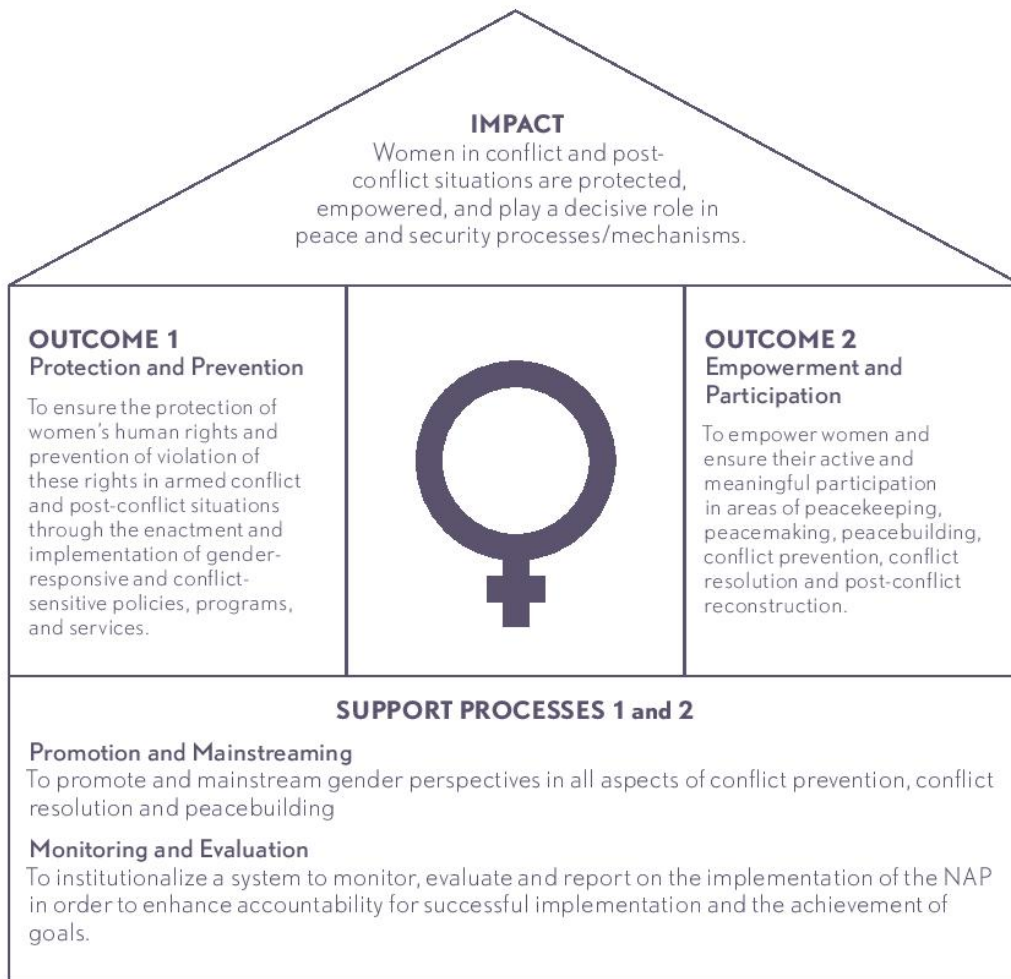 IMPACT
Women in conflict and post-
conflict situations are protected,
empowered, and play a decisive role in
peace and security processes/mechanisms.
OUTCOME 1
Protection and Prevention
To ensure the protection of
women's human rights and
prevention of violation of
these rights in armed conflict
and post-conflict situations
through the enactment and
implementation of gender-
responsive and conflict-
sensitive policies, programs,
and services.
OUTCOME 2
Empowerment and
Participation
To empower women and
ensure their active and
meaningful participation
in areas of peacekeeping,
peacemaking, peacebuilding,
conflict prevention, conflict
resolution and post-conflict
reconstruction.
SUPPORT PROCESSES 1 and 2
Promotion and Mainstreaming
To promote and mainstream gender perspectives in all aspects of conflict prevention, conflict
resolution and peacebuilding
Monitoring and Evaluation
To institutionalize a system to monitor, evaluate and report on the implementation of the NAP
in order to enhance accountability for successful implementation and the achievement of
goals.